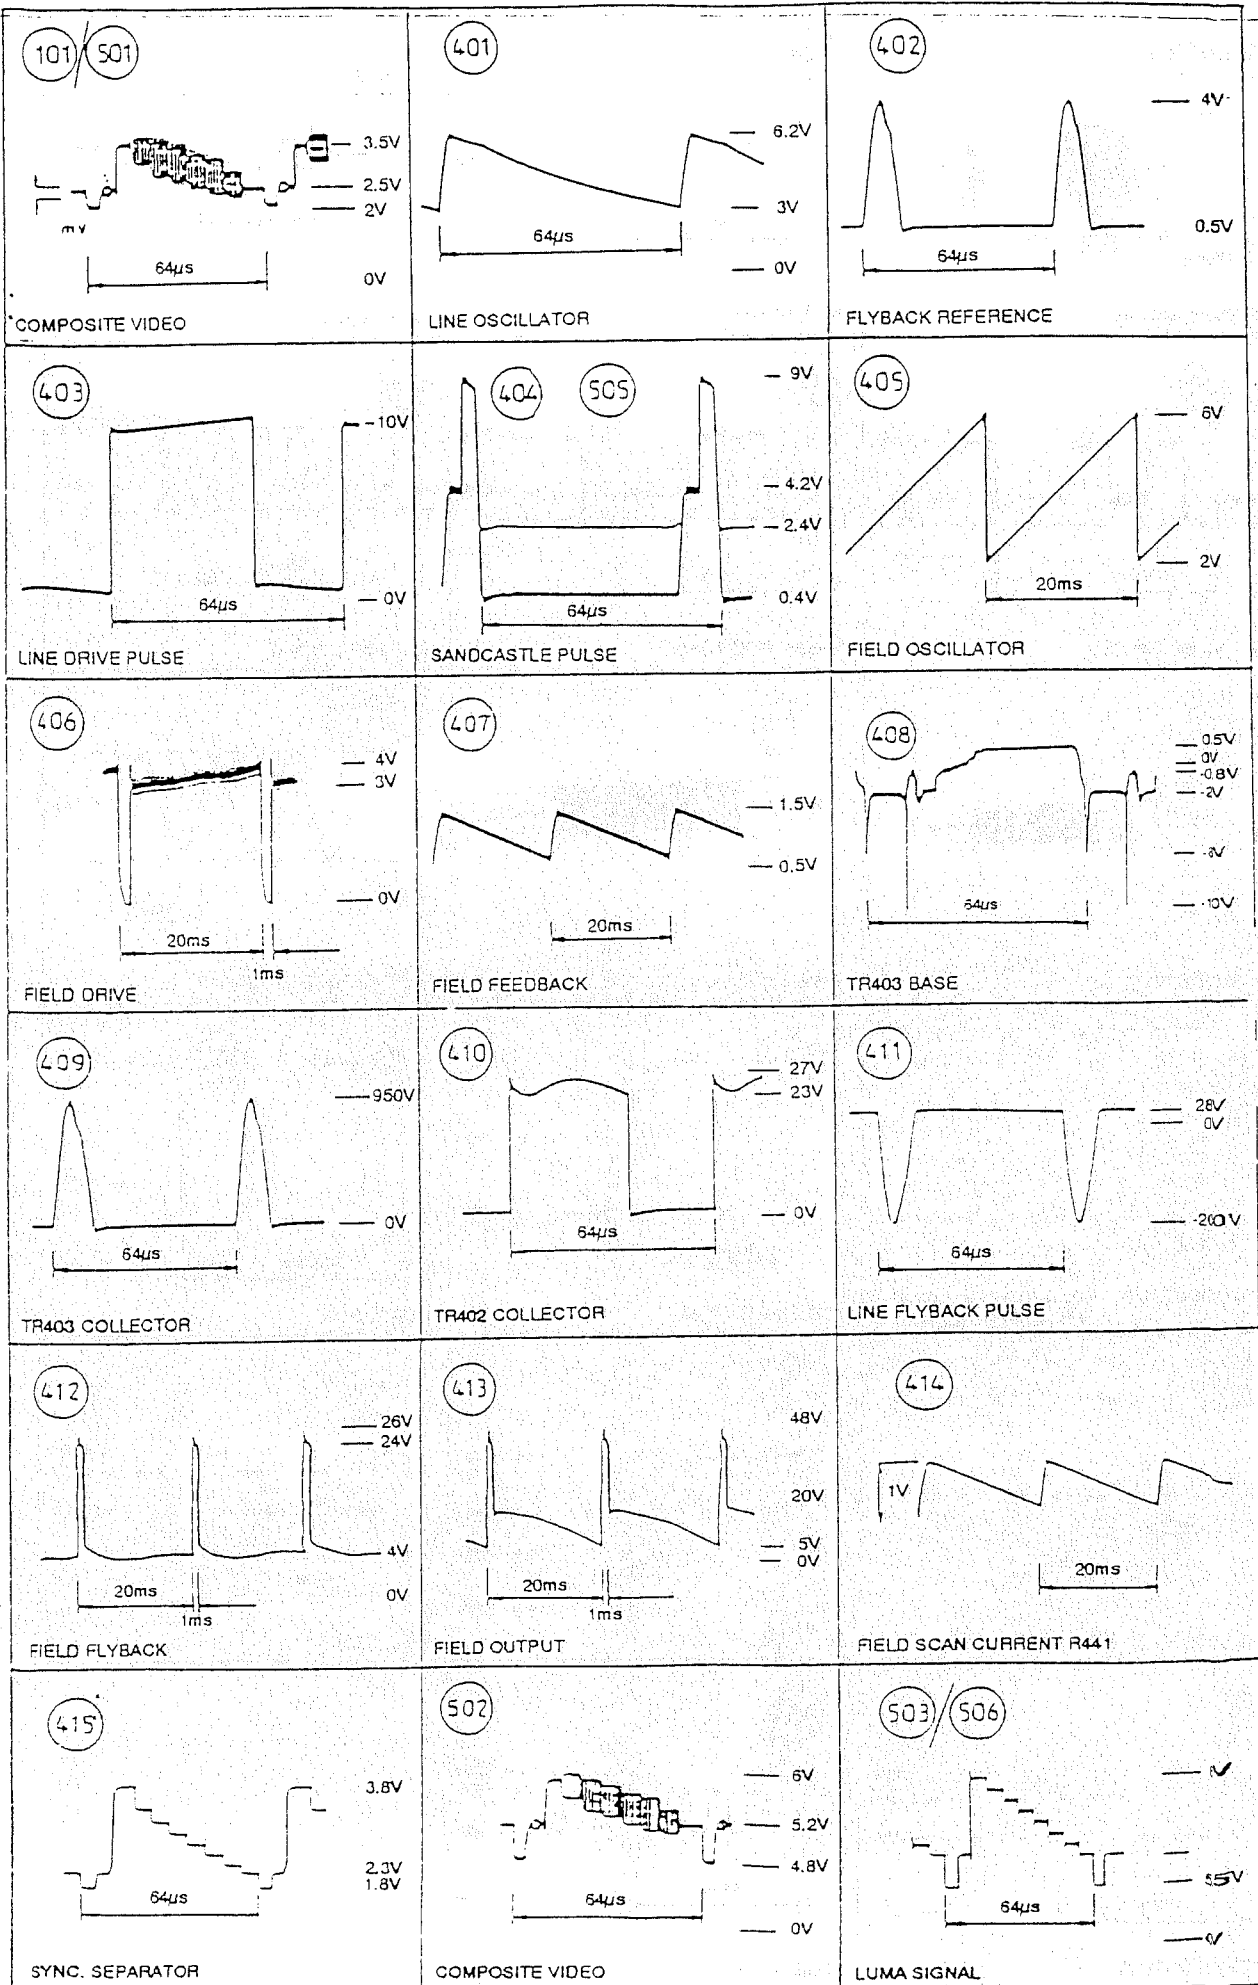 101/501
3.5V
2.5V
2V
mV
64µs
0V
COMPOSITE VIDEO
401
6.2V
3V
64µs
0V
LINE OSCILLATOR
402
4V
0.5V
64µs
FLYBACK REFERENCE
403
10V
0V
64µs
LINE DRIVE PULSE
404 505
9V
4.2V
2.4V
0.4V
64µs
SANDCASTLE PULSE
405
6V
2V
20ms
FIELD OSCILLATOR
406
4V
3V
0V
20ms
1ms
FIELD DRIVE
407
1.5V
0.5V
20ms
FIELD FEEDBACK
408
0.5V
0V
-0.8V
-2V
64µs
-10V
TR403 BASE
409
950V
0V
64µs
TR403 COLLECTOR
410
27V
23V
0V
64µs
TR402 COLLECTOR
411
28V
0V
-200V
64µs
LINE FLYBACK PULSE
412
26V
24V
4V
20ms
0V
1ms
FIELD FLYBACK
413
48V
20V
5V
0V
20ms
1ms
FIELD OUTPUT
414
1V
20ms
FIELD SCAN CURRENT R441
415
3.8V
2.3V
1.8V
64µs
SYNC. SEPARATOR
502
6V
5.2V
4.8V
64µs
0V
COMPOSITE VIDEO
503/506
64µs
LUMA SIGNAL